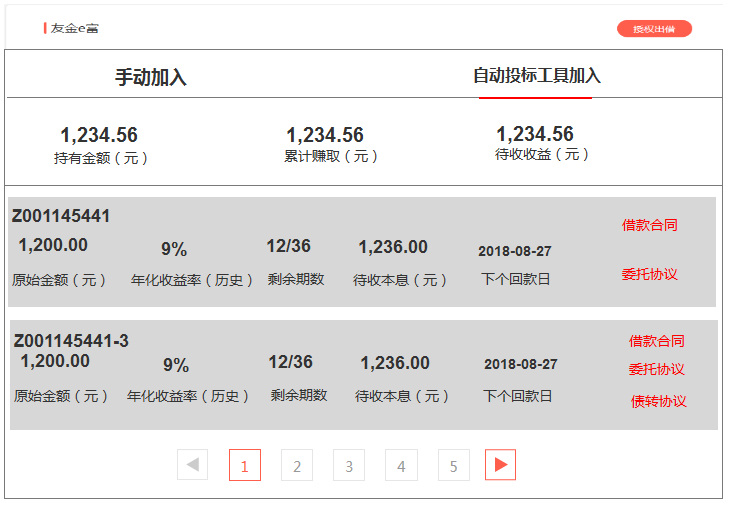 友金e富
授权出借
手动加入
自动投标工具加入
1,234.56
1,234.56
1,234.56
持有金额（元）
累计赚取（元）
待收收益（元）
Z001145441
1,200.00
9%
12/36
1,236.00
2018-08-27
借款合同
原始金额（元）
年化收益率（历史）
剩余期数
待收本息（元）
下个回款日
委托协议
Z001145441-3
1,200.00
9%
12/36
1,236.00
2018-08-27
借款合同
委托协议
原始金额（元）
年化收益率（历史）
剩余期数
待收本息（元）
下个回款日
债转协议
1
2
3
4
5